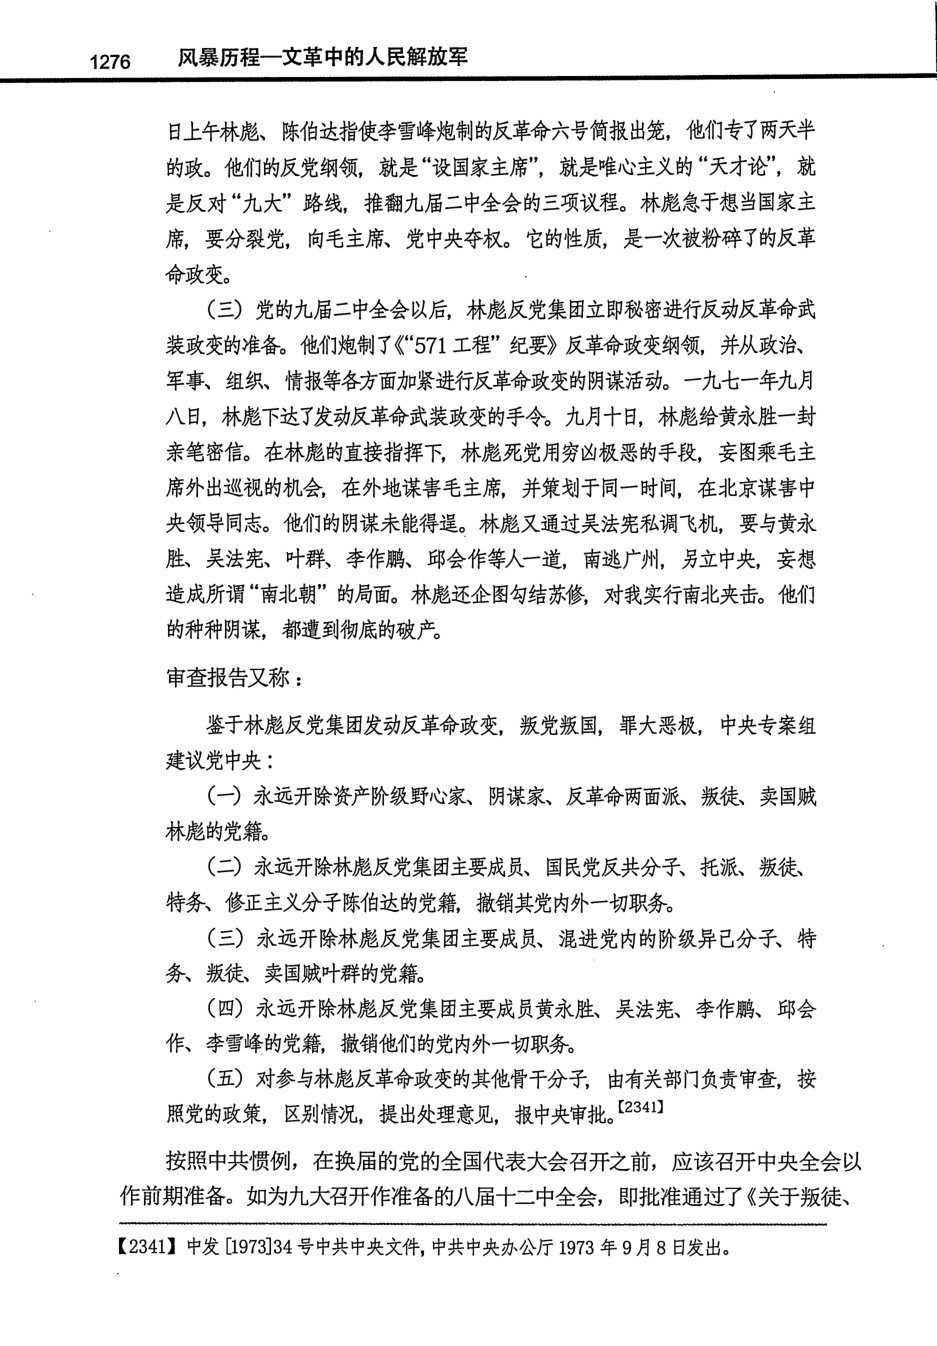 1276 风暴历程—文革中的人民解放军
日上午林彪、陈伯达指使李雪峰炮制的反革命六号简报出笼，他们专了两天半
的政。他们的反党纲领，就是“设国家主席”，就是唯心主义的“天才论”，就
是反对“九大”路线，推翻九届二中全会的三项议程。林彪急于想当国家主
席，要分裂党，向毛主席、党中央夺权。它的性质，是一次被粉碎了的反革
命政变。
（三）党的九届二中全会以后，林彪反党集团立即秘密进行反动反革命武
装政变的准备。他们炮制了《“571工程”纪要》反革命政变纲领，并从政治、
军事、组织、情报等各方面加紧进行反革命政变的阴谋活动。一九七一年九月
八日，林彪下达了发动反革命武装政变的手令。九月十日，林彪给黄永胜一封
亲笔密信。在林彪的直接指挥下，林彪死党用穷凶极恶的手段，妄图乘毛主
席外出巡视的机会，在外地谋害毛主席，并策划于同一时间，在北京谋害中
央领导同志。他们的阴谋未能得逞。林彪又通过吴法宪私调飞机，要与黄永
胜、吴法宪、叶群、李作鹏、邱会作等人一道，南逃广州，另立中央，妄想
造成所谓“南北朝”的局面。林彪还企图勾结苏修，对我实行南北夹击。他们
的种种阴谋，都遭到彻底的破产。
审查报告又称：
鉴于林彪反党集团发动反革命政变，叛党叛国，罪大恶极，中央专案组
建议党中央：
（一）永远开除资产阶级野心家、阴谋家、反革命两面派、叛徒、卖国贼
林彪的党籍。
（二）永远开除林彪反党集团主要成员、国民党反共分子、托派、叛徒、
特务、修正主义分子陈伯达的党籍，撤销其党内外一切职务。
（三）永远开除林彪反党集团主要成员、混进党内的阶级异己分子、特
务、叛徒、卖国贼叶群的党籍。
（四）永远开除林彪反党集团主要成员黄永胜、吴法宪、李作鹏、邱会
作、李雪峰的党籍，撤销他们的党内外一切职务。
（五）对参与林彪反革命政变的其他骨干分子，由有关部门负责审查，按
照党的政策，区别情况，提出处理意见，报中央审批。【2341】
按照中共惯例，在换届的党的全国代表大会召开之前，应该召开中央全会以
作前期准备。如为九大召开作准备的八届十二中全会，即批准通过了《关于叛徒、
【2341】中发［1973]34号中共中央文件，中共中央办公厅1973年9月8日发出。